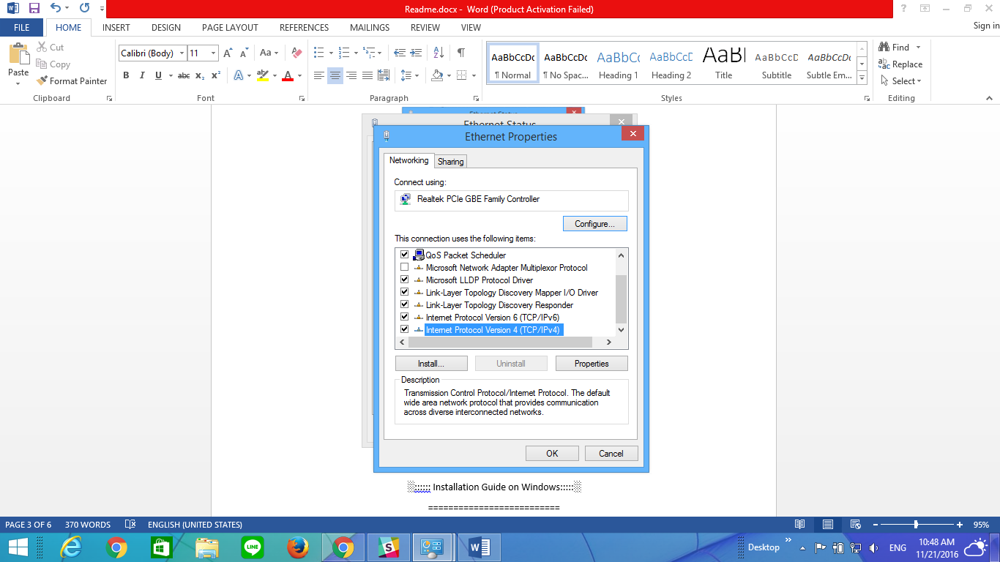 Readme.docx - Word (Product Activation Failed)
FILE HOME INSERT DESIGN PAGE LAYOUT REFERENCES MAILINGS REVIEW VIEW Sign in
Paste
Cut
Copy
Format Painter
Clipboard
Calibri (Body) 11
B I U abc x₂ x²
Font
Paragraph
AaBbCcDc AaBbCcDc AaBbCc AaBbCcD AaBl AaBbCcD AaBbCcDc
¶ Normal ¶ No Spac... Heading 1 Heading 2 Title Subtitle Subtle Em...
Styles
Find
Replace
Select
Editing
Ethernet Status
Ethernet Status
Ethernet Properties
Networking Sharing
Connect using:
Realtek PCIe GBE Family Controller
Configure...
This connection uses the following items:
QoS Packet Scheduler
Microsoft Network Adapter Multiplexor Protocol
Microsoft LLDP Protocol Driver
Link-Layer Topology Discovery Mapper I/O Driver
Link-Layer Topology Discovery Responder
Internet Protocol Version 6 (TCP/IPv6)
Internet Protocol Version 4 (TCP/IPv4)
Install... Uninstall Properties
Description
Transmission Control Protocol/Internet Protocol. The default
wide area network protocol that provides communication
across diverse interconnected networks.
OK Cancel
░;;;;;; Installation Guide on Windows:::::░
==========================
PAGE 3 OF 6 370 WORDS ENGLISH (UNITED STATES) 95%
LINE
Desktop ENG 10:48 AM
11/21/2016